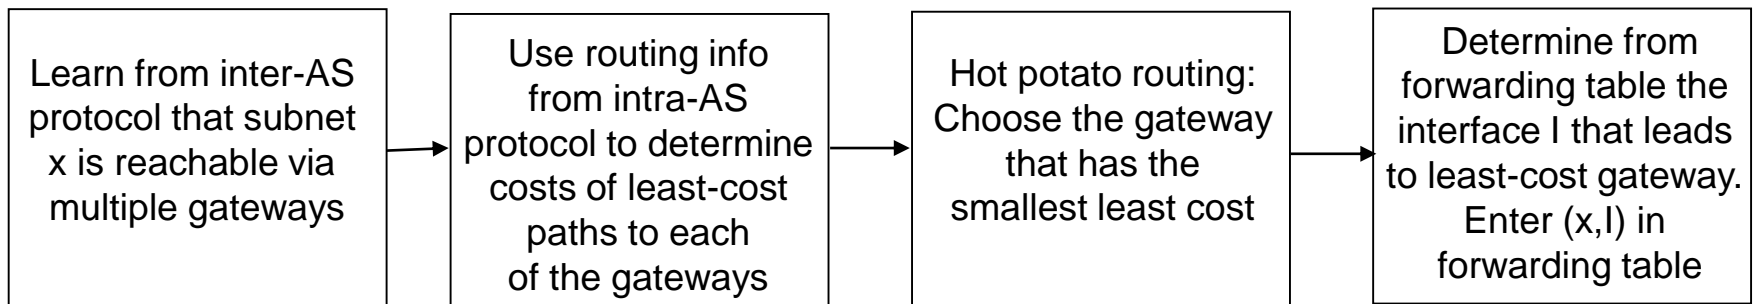 Learn from inter-AS
protocol that subnet
x is reachable via
multiple gateways
Use routing info
from intra-AS
protocol to determine
costs of least-cost
paths to each
of the gateways
Hot potato routing:
Choose the gateway
that has the
smallest least cost
Determine from
forwarding table the
interface I that leads
to least-cost gateway.
Enter (x,I) in
forwarding table